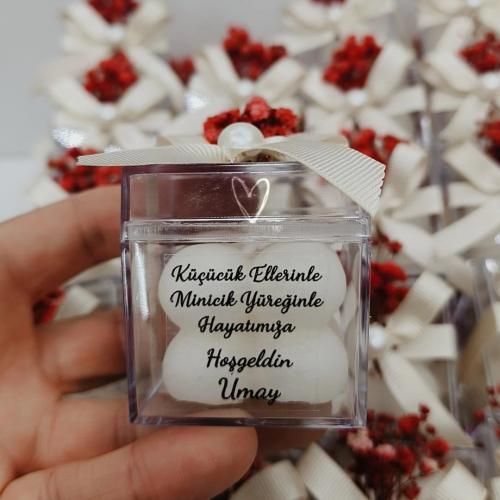 Küçücük Ellerinle
Minicik Yüreğinle
Hayatımıza
Hoşgeldin
Umay